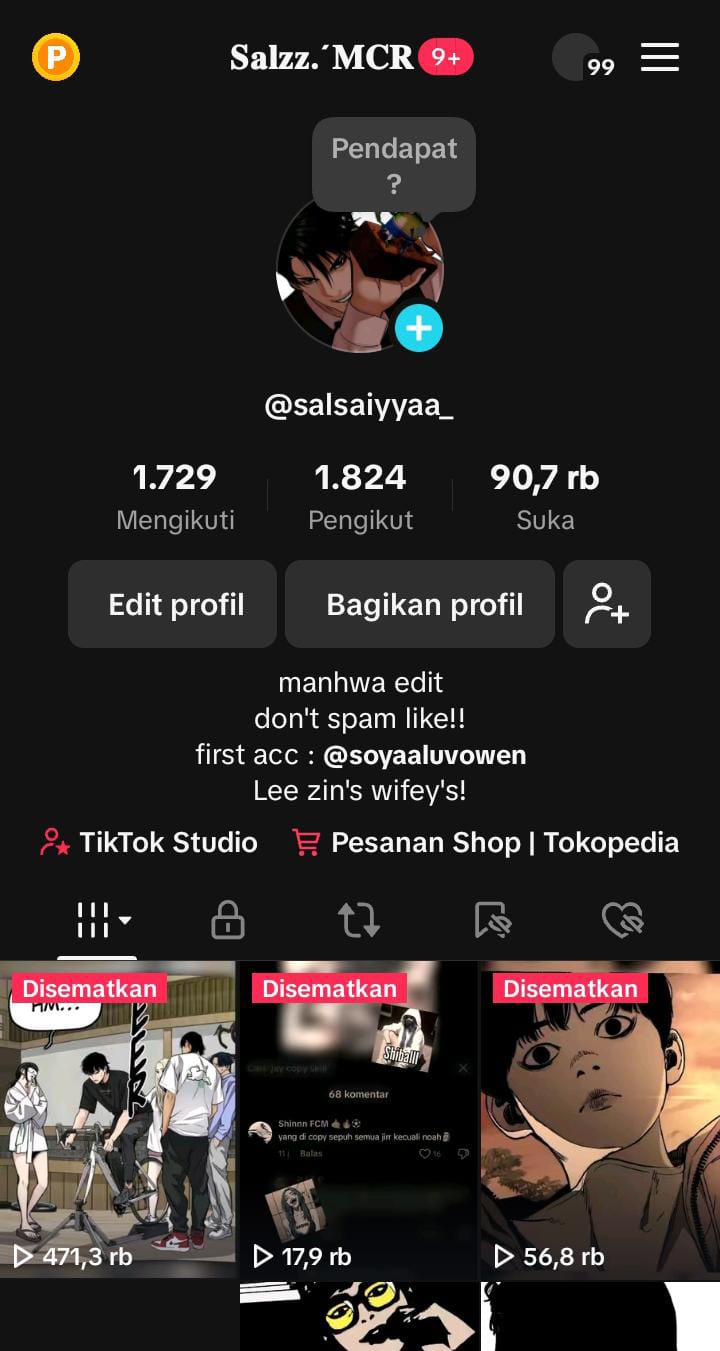 P
Salzz.´MCR 9+
99
Pendapat
?
@salsaiyyaa_
1.729 1.824 90,7 rb
Mengikuti Pengikut Suka
Edit profil Bagikan profil
manhwa edit
don't spam like!!
first acc : @soyaaluvowen
Lee zin's wifey's!
TikTok Studio Pesanan Shop | Tokopedia
Disematkan Disematkan Disematkan
HM...
Shiball!
jay copy skill
68 komentar
Shinnn FCM
yang di copy sepuh semua jirr kecuali noah
Balas 16
471,3 rb 17,9 rb 56,8 rb